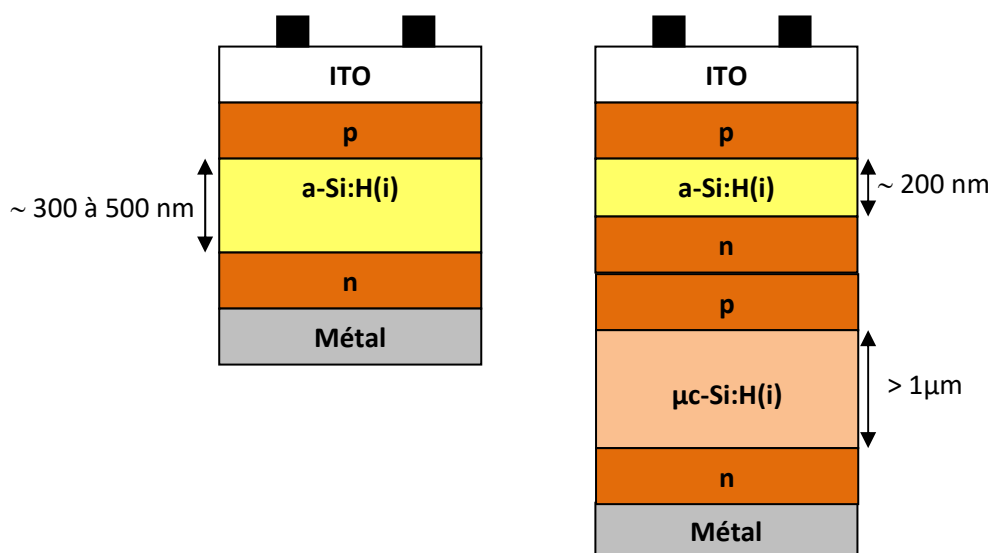 ITO
p
a-Si:H(i)
~ 300 à 500 nm
n
Métal
ITO
p
a-Si:H(i)
~ 200 nm
n
p
µc-Si:H(i)
> 1µm
n
Métal